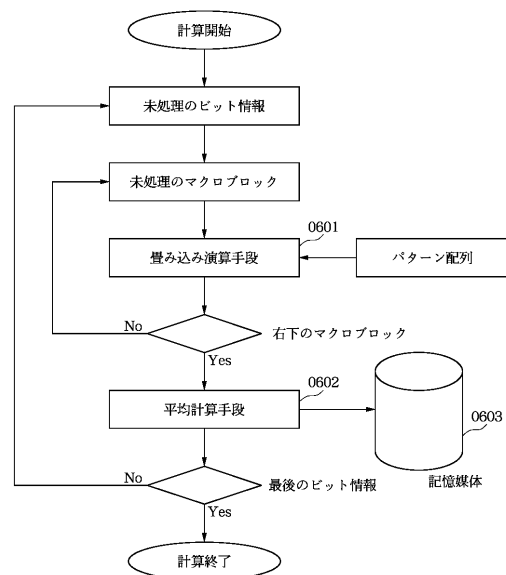 計算開始
未処理のビット情報
未処理のマクロブロック
0601
畳み込み演算手段
パターン配列
No
右下のマクロブロック
Yes
0602
平均計算手段
0603
記憶媒体
No
最後のビット情報
Yes
計算終了